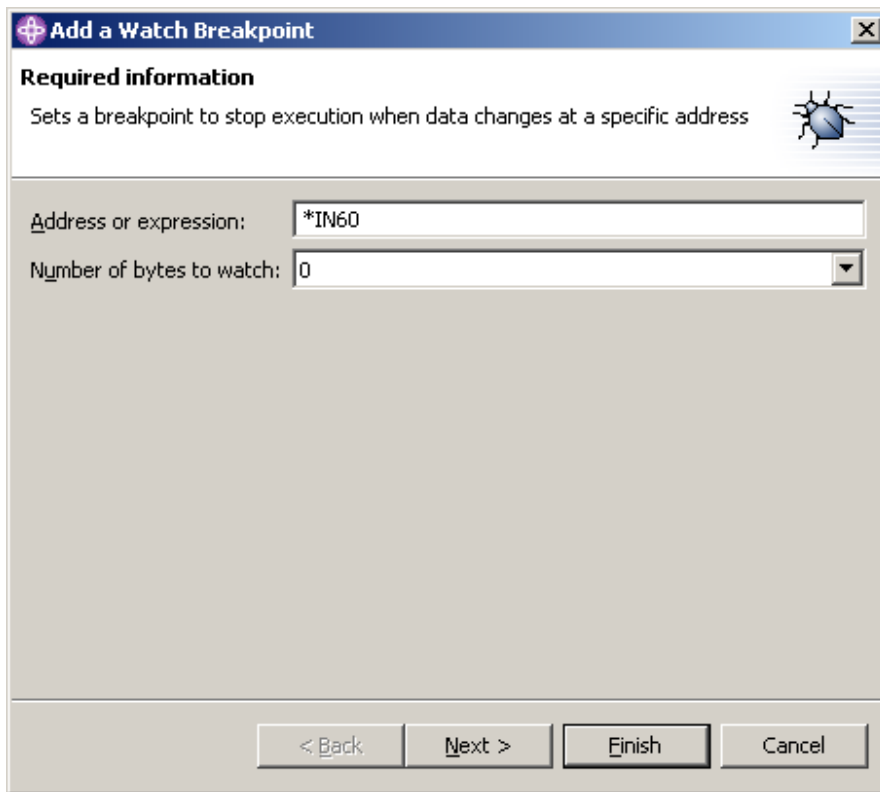 Add a Watch Breakpoint
Required information
Sets a breakpoint to stop execution when data changes at a specific address
Address or expression: *IN60
Number of bytes to watch: 0
< Back Next > Finish Cancel